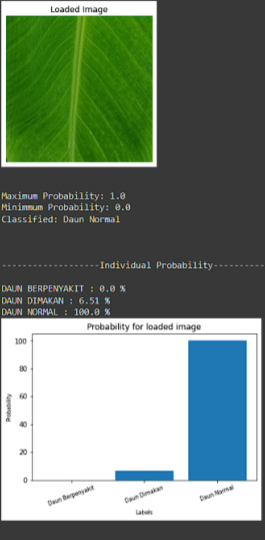 Loaded Image
Maximum Probability: 1.0
Minimmum Probability: 0.0
Classified: Daun Normal
--------------------Individual Probability----------
DAUN BERPENYAKIT : 0.0 %
DAUN DIMAKAN : 6.51 %
DAUN NORMAL : 100.0 %
Probability for loaded image
100
80
60
40
20
0
Probability
Daun Berpenyakit
Daun Dimakan
Daun Normal
Labels